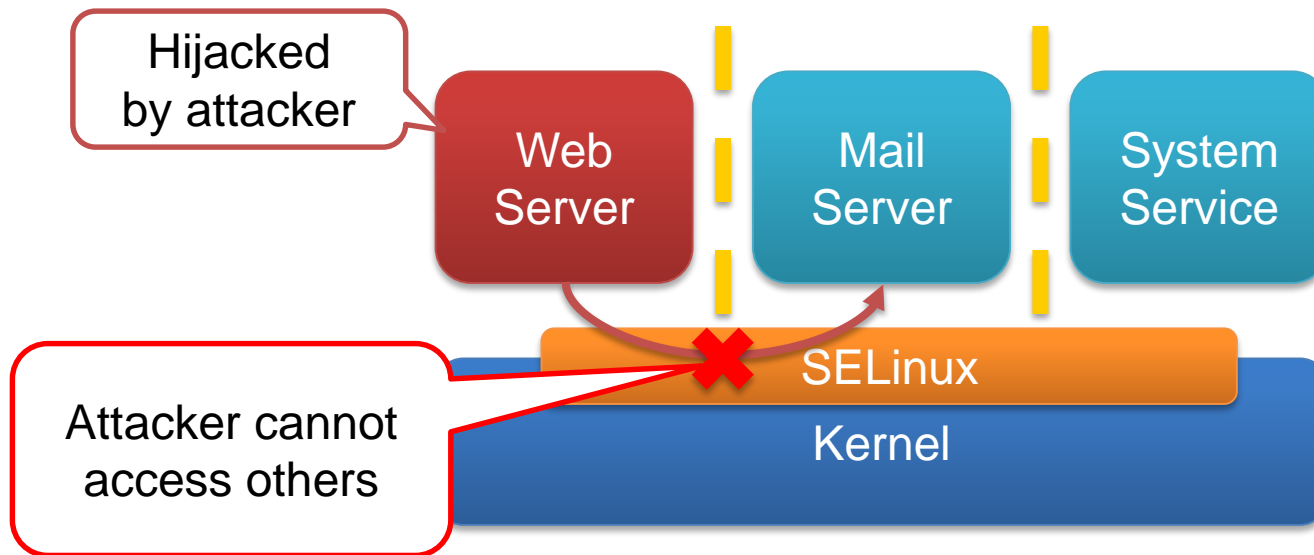 Hijacked
by attacker
Web
Server
Mail
Server
System
Service
SELinux
Kernel
Attacker cannot
access others